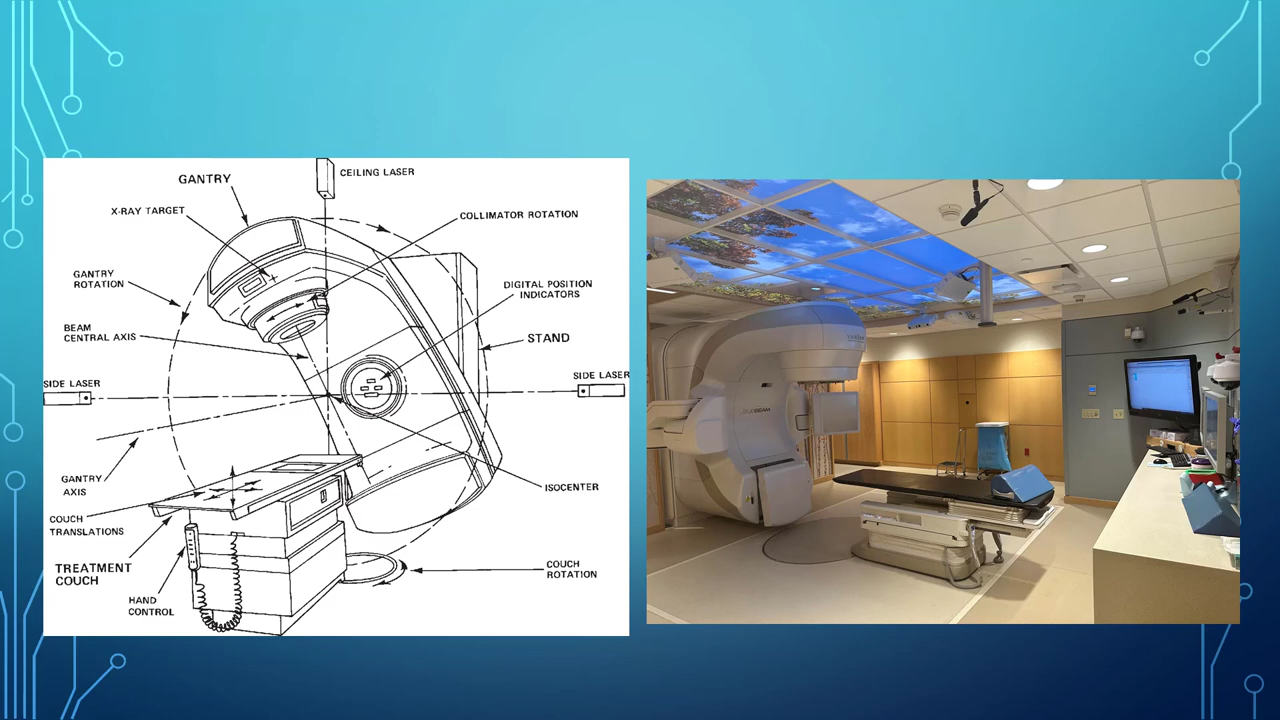 CEILING LASER
GANTRY
X-RAY TARGET
COLLIMATOR ROTATION
GANTRY
ROTATION
DIGITAL POSITION
INDICATORS
BEAM
CENTRAL AXIS
STAND
SIDE LASER
SIDE LASER
GANTRY
AXIS
ISOCENTER
COUCH
TRANSLATIONS
TREATMENT
COUCH
COUCH
ROTATION
HAND
CONTROL